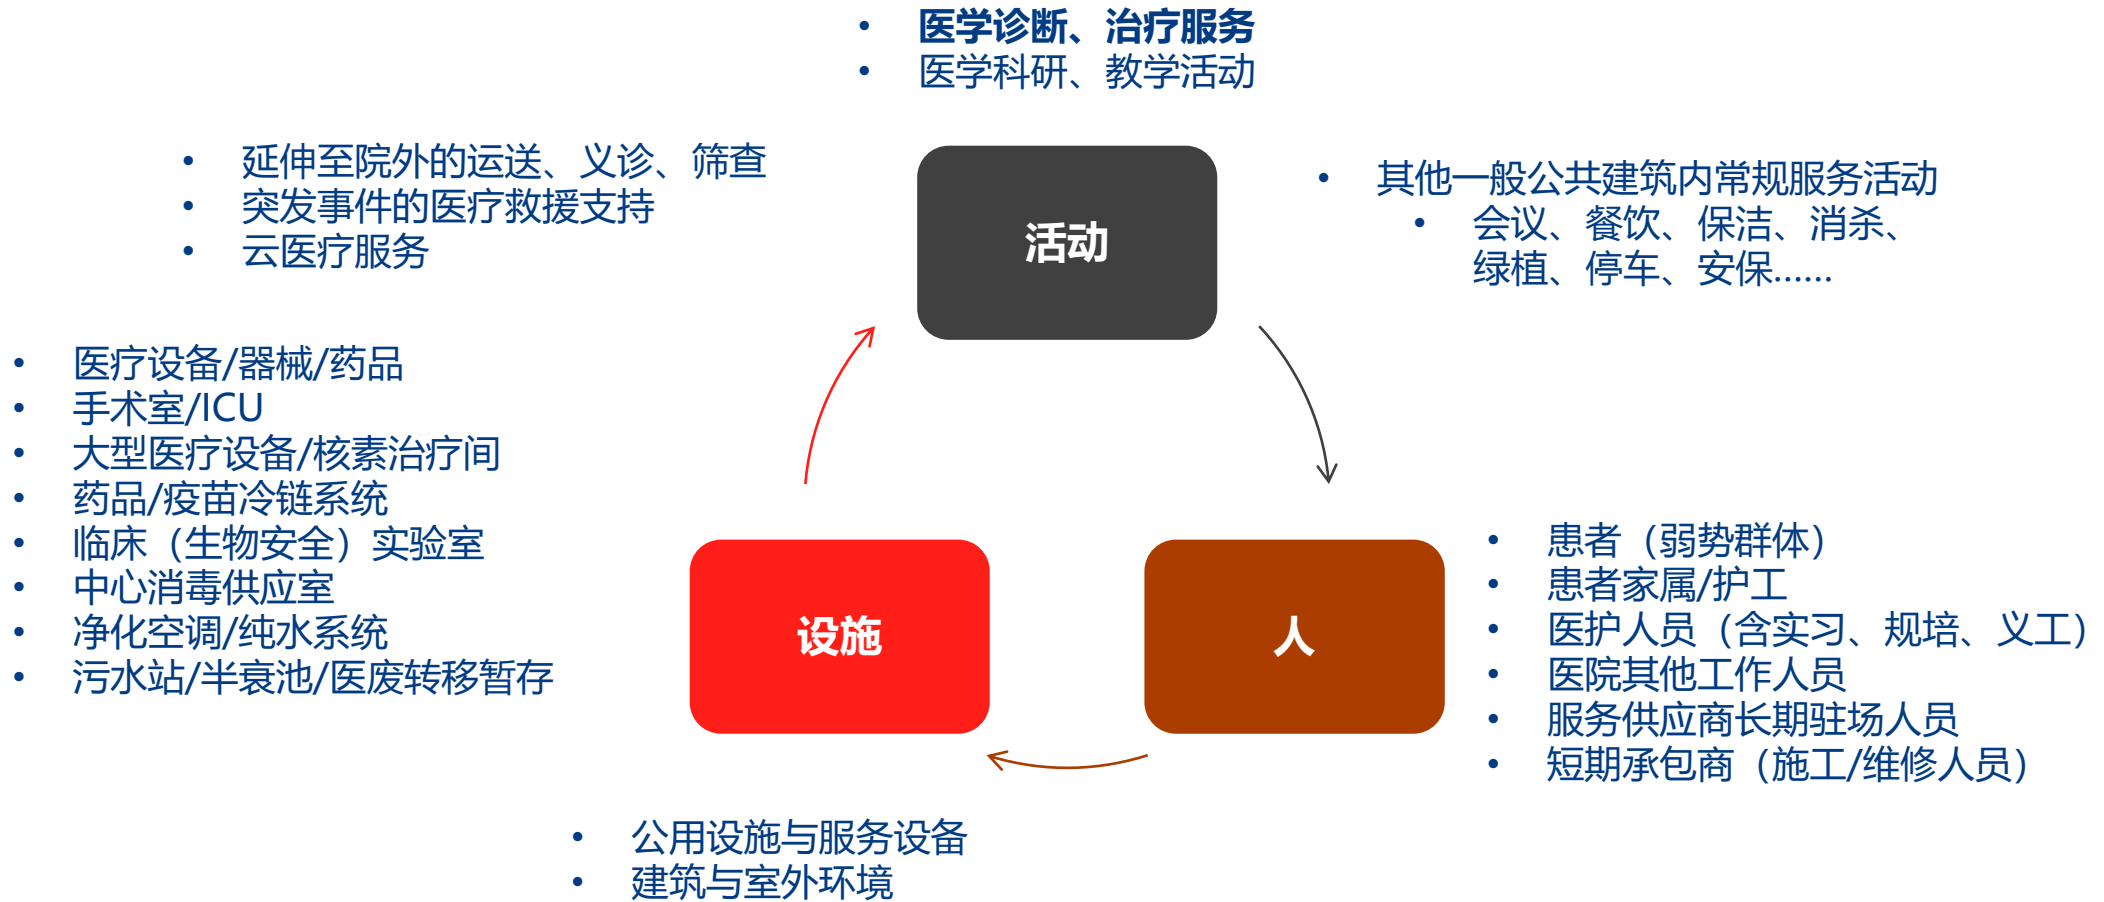 医学诊断、治疗服务
医学科研、教学活动
延伸至院外的运送、义诊、筛查
突发事件的医疗救援支持
云医疗服务
活动
其他一般公共建筑内常规服务活动
会议、餐饮、保洁、消杀、
绿植、停车、安保……
医疗设备/器械/药品
手术室/ICU
大型医疗设备/核素治疗间
药品/疫苗冷链系统
临床（生物安全）实验室
中心消毒供应室
净化空调/纯水系统
污水站/半衰池/医废转移暂存
设施
人
患者（弱势群体）
患者家属/护工
医护人员（含实习、规培、义工）
医院其他工作人员
服务供应商长期驻场人员
短期承包商（施工/维修人员）
公用设施与服务设备
建筑与室外环境